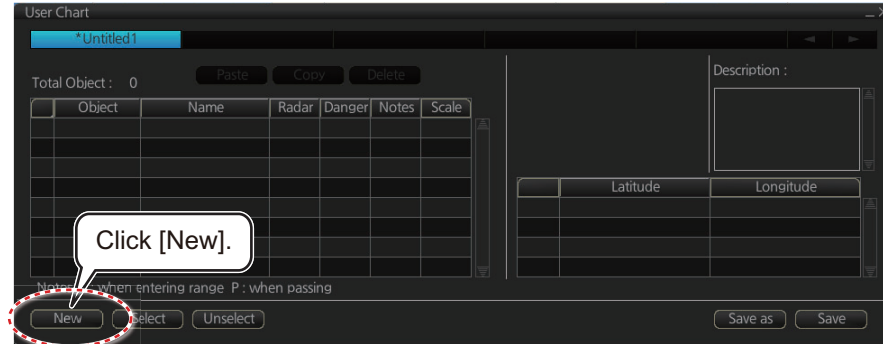 User Chart
*Untitled1
Total Object : 0
Paste Copy Delete
Description :
Object Name Radar Danger Notes Scale
Latitude Longitude
Click [New].
when entering range P : when passing
New Select Unselect
Save as Save